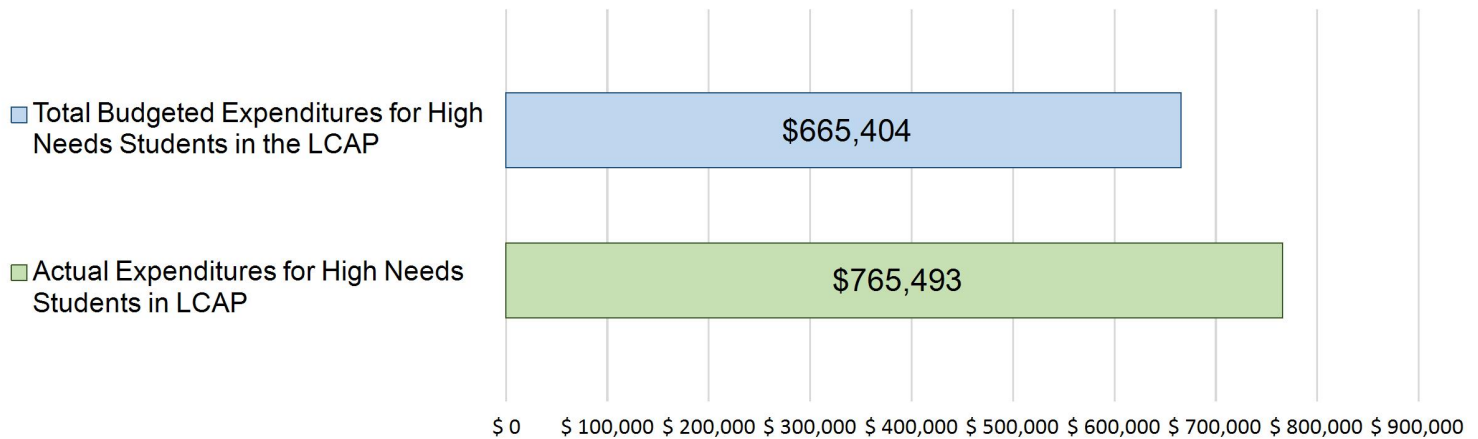 Total Budgeted Expenditures for High
Needs Students in the LCAP
$665,404
Actual Expenditures for High Needs
Students in LCAP
$765,493
$ 0 $ 100,000 $ 200,000 $ 300,000 $ 400,000 $ 500,000 $ 600,000 $ 700,000 $ 800,000 $ 900,000